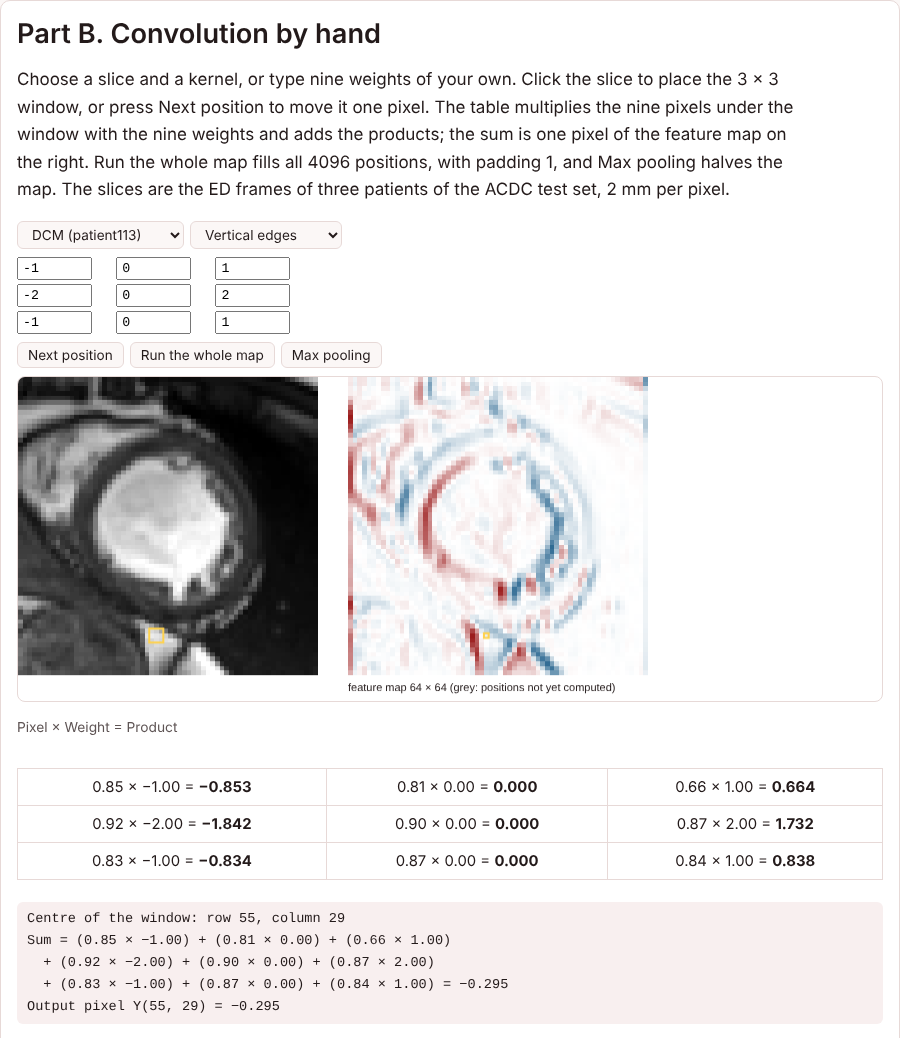 Part B. Convolution by hand
Choose a slice and a kernel, or type nine weights of your own. Click the slice to place the 3 × 3
window, or press Next position to move it one pixel. The table multiplies the nine pixels under the
window with the nine weights and adds the products; the sum is one pixel of the feature map on
the right. Run the whole map fills all 4096 positions, with padding 1, and Max pooling halves the
map. The slices are the ED frames of three patients of the ACDC test set, 2 mm per pixel.
DCM (patient113) Vertical edges
-1 0 1
-2 0 2
-1 0 1
Next position Run the whole map Max pooling
feature map 64 × 64 (grey: positions not yet computed)
Pixel × Weight = Product
0.85 × −1.00 = −0.853 0.81 × 0.00 = 0.000 0.66 × 1.00 = 0.664
0.92 × −2.00 = −1.842 0.90 × 0.00 = 0.000 0.87 × 2.00 = 1.732
0.83 × −1.00 = −0.834 0.87 × 0.00 = 0.000 0.84 × 1.00 = 0.838
Centre of the window: row 55, column 29
Sum = (0.85 × −1.00) + (0.81 × 0.00) + (0.66 × 1.00)
+ (0.92 × −2.00) + (0.90 × 0.00) + (0.87 × 2.00)
+ (0.83 × −1.00) + (0.87 × 0.00) + (0.84 × 1.00) = −0.295
Output pixel Y(55, 29) = −0.295